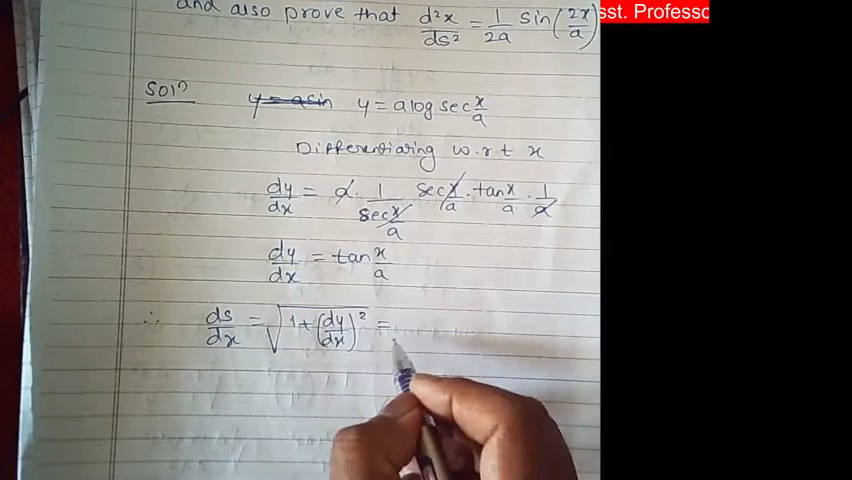 and also prove that d²x/ds² = 1/2a sin(2x/a)
sst. Professo
Solⁿ y = asin y = a log sec x/a
Differentiating w.r.t x
dy/dx = a · 1/sec x/a sec x/a · tan x/a · 1/a
dy/dx = tan x/a
∴ ds/dx = √1+(dy/dx)² =